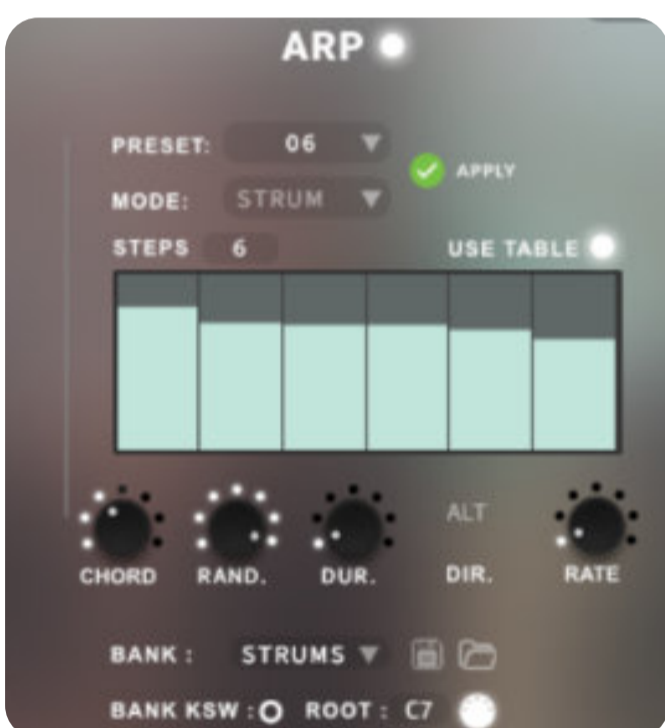 ARP
PRESET: 06
APPLY
MODE: STRUM
STEPS 6 USE TABLE
ALT
CHORD RAND. DUR. DIR. RATE
BANK : STRUMS
BANK KSW : ROOT : C7